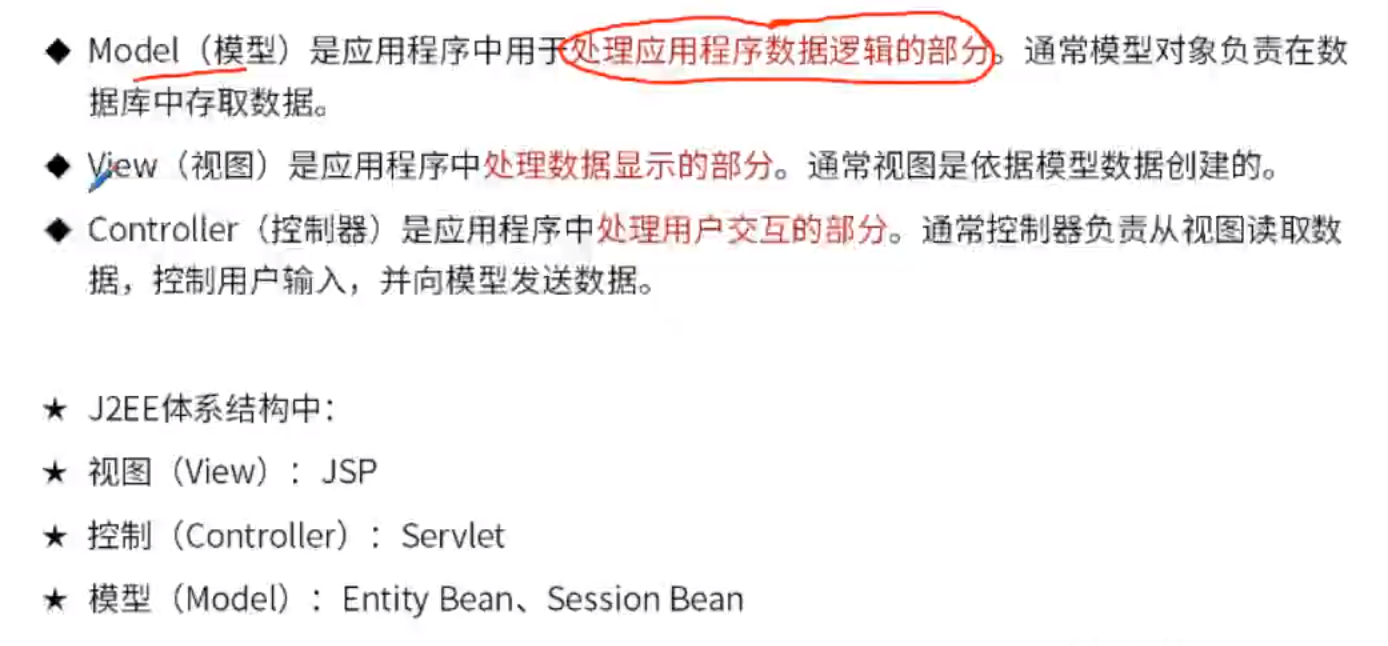 ◆ Model（模型）是应用程序中用于处理应用程序数据逻辑的部分。通常模型对象负责在数
据库中存取数据。
◆ View（视图）是应用程序中处理数据显示的部分。通常视图是依据模型数据创建的。
◆ Controller（控制器）是应用程序中处理用户交互的部分。通常控制器负责从视图读取数
据，控制用户输入，并向模型发送数据。
★ J2EE体系结构中：
★ 视图（View）：JSP
★ 控制（Controller）：Servlet
★ 模型（Model）：Entity Bean、Session Bean